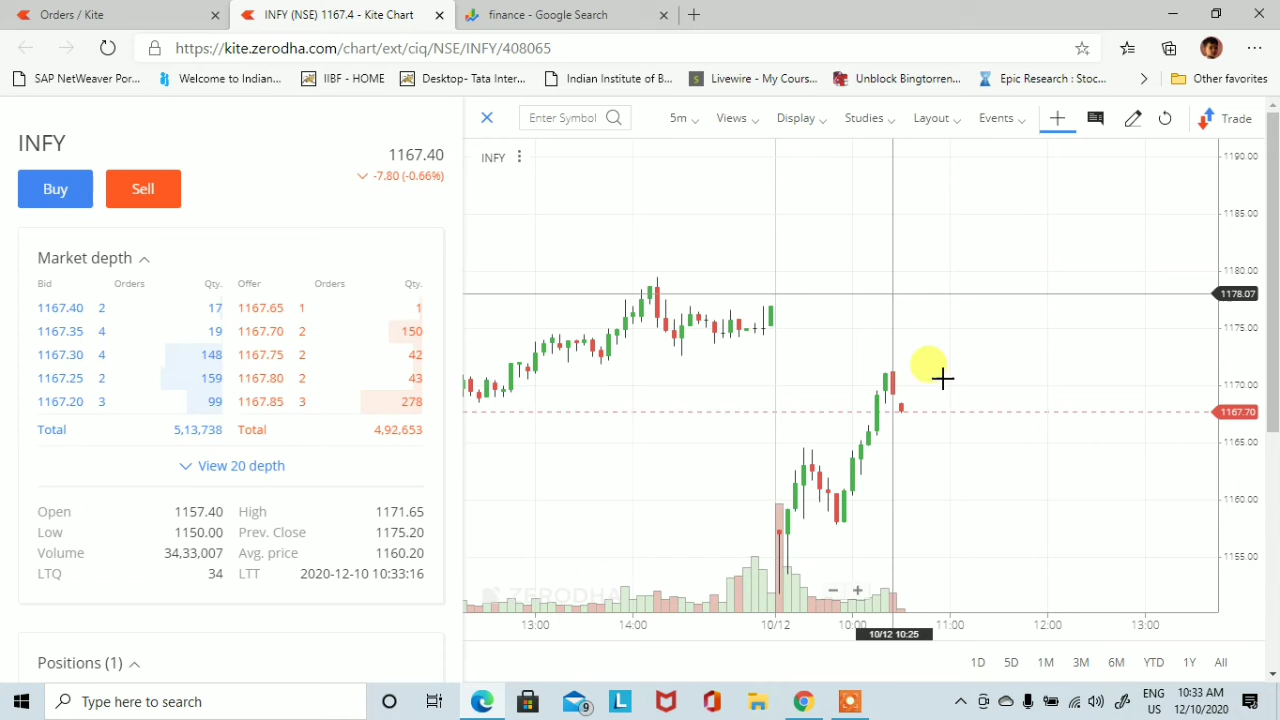 Orders / Kite
INFY (NSE) 1167.4 - Kite
finance - Google Search
https://kite.zerodha.com/chart/ext/ciq/NSE/INFY/408065
SAP NetWeaver Por...
Welcome to Indian...
IIBF - HOME
Desktop- Tata Inter...
Indian Institute of B...
Livewire - My Cours...
Unblock Bingtorren...
Epic Research : Stoc...
Other favorites
INFY
1167.40
-7.80 (-0.66%)
Buy Sell
Market depth
Bid Orders Qty. Offer Orders Qty.
1167.40 2 17 1167.65 1 1
1167.35 4 19 1167.70 2 150
1167.30 4 148 1167.75 2 42
1167.25 2 159 1167.80 2 43
1167.20 3 99 1167.85 3 278
Total 5,13,738 Total 4,92,653
View 20 depth
Open 1157.40 High 1171.65
Low 1150.00 Prev. Close 1175.20
Volume 34,33,007 Avg. price 1160.20
LTQ 34 LTT 2020-12-10 10:33:16
Positions (1)
Enter Symbol 5m Views Display Studies Layout Events Trade
INFY
1190.00
1185.00
1180.00
1178.07
1175.00
1170.00
1167.70
1165.00
1160.00
1155.00
ZERODHA
13:00 14:00 10/12 10:00 11:00 12:00 13:00
10/12 10:25
1D 5D 1M 3M 6M YTD 1Y All
Type here to search
9
ENG
US
10:33 AM
12/10/2020